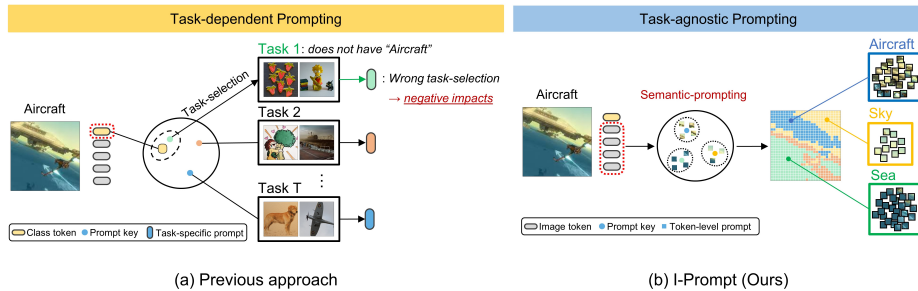 Task-dependent Prompting
Task 1: does not have “Aircraft”
Task-selection
: Wrong task-selection
→ negative impacts
Aircraft
Task 2
⋮
Task T
Class token
Prompt key
Task-specific prompt
(a) Previous approach
Task-agnostic Prompting
Aircraft
Aircraft
Semantic-prompting
Sky
Sea
Image token
Prompt key
Token-level prompt
(b) I-Prompt (Ours)